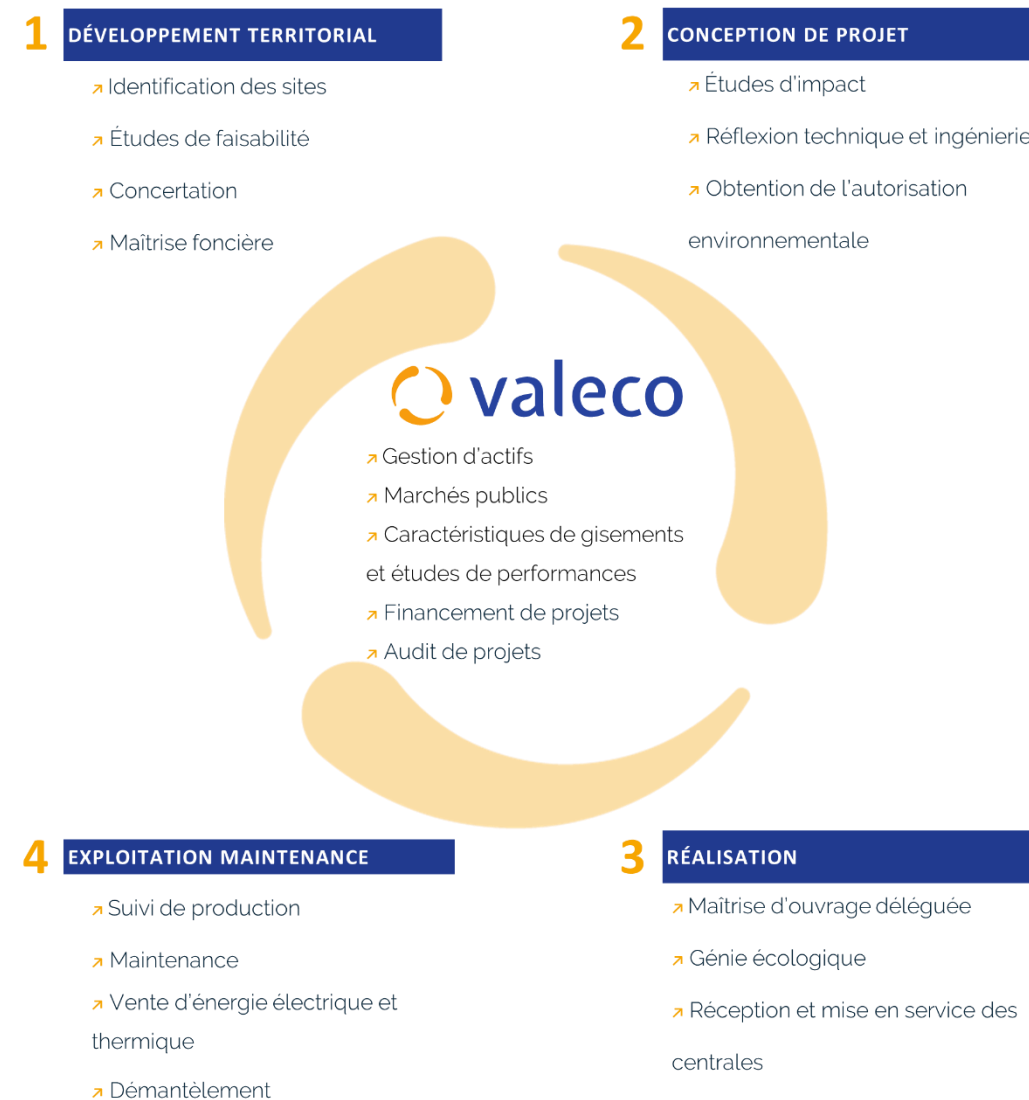 1 DÉVELOPPEMENT TERRITORIAL
↗ Identification des sites
↗ Études de faisabilité
↗ Concertation
↗ Maîtrise foncière
2 CONCEPTION DE PROJET
↗ Études d'impact
↗ Réflexion technique et ingénierie
↗ Obtention de l'autorisation
environnementale
valeco
↗ Gestion d'actifs
↗ Marchés publics
↗ Caractéristiques de gisements
et études de performances
↗ Financement de projets
↗ Audit de projets
3 RÉALISATION
↗ Maîtrise d'ouvrage déléguée
↗ Génie écologique
↗ Réception et mise en service des
centrales
4 EXPLOITATION MAINTENANCE
↗ Suivi de production
↗ Maintenance
↗ Vente d'énergie électrique et
thermique
↗ Démantèlement